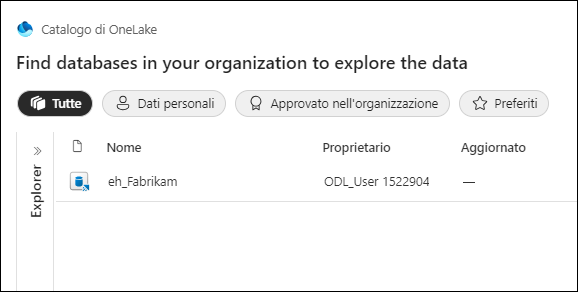 Catalogo di OneLake
Find databases in your organization to explore the data
Tutte Dati personali Approvato nell'organizzazione Preferiti
Explorer
Nome Proprietario Aggiornato
eh_Fabrikam ODL_User 1522904 —